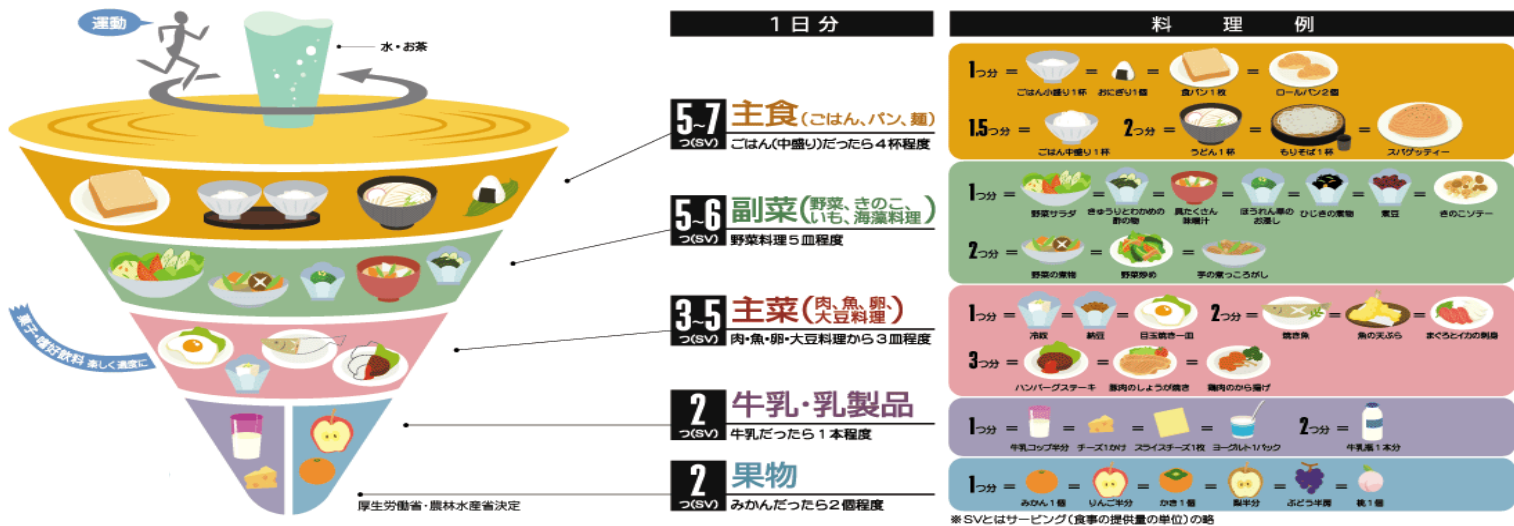 運動
水・お茶
菓子・嗜好飲料 楽しく適度に
厚生労働省・農林水産省決定
1日分
5~7
つ(SV)
主食(ごはん、パン、麺)
ごはん(中盛り)だったら4杯程度
5~6
つ(SV)
副菜(野菜、きのこ、
いも、海藻料理)
野菜料理5皿程度
3~5
つ(SV)
主菜(肉、魚、卵、
大豆料理)
肉・魚・卵・大豆料理から3皿程度
2
つ(SV)
牛乳・乳製品
牛乳だったら1本程度
2
つ(SV)
果物
みかんだったら2個程度
料理例
1つ分 = ごはん小盛り1杯 = おにぎり1個 = 食パン1枚 = ロールパン2個
1.5つ分 = ごはん中盛り1杯 2つ分 = うどん1杯 = もりそば1杯 = スパゲッティー
1つ分 = 野菜サラダ = きゅうりとわかめの酢の物 = 具たくさん味噌汁 = ほうれん草のお浸し = ひじきの煮物 = 煮豆 = きのこソテー
2つ分 = 野菜の煮物 = 野菜炒め = 芋の煮っころがし
1つ分 = 冷奴 = 納豆 = 目玉焼き一皿 2つ分 = 焼き魚 = 魚の天ぷら = まぐろとイカの刺身
3つ分 = ハンバーグステーキ = 豚肉のしょうが焼き = 鶏肉のから揚げ
1つ分 = 牛乳コップ半分 = チーズ1かけ = スライスチーズ1枚 = ヨーグルト1パック 2つ分 = 牛乳瓶1本分
1つ分 = みかん1個 = りんご半分 = かき1個 = 梨半分 = ぶどう半房 = 桃1個
※SVとはサービング(食事の提供量の単位)の略